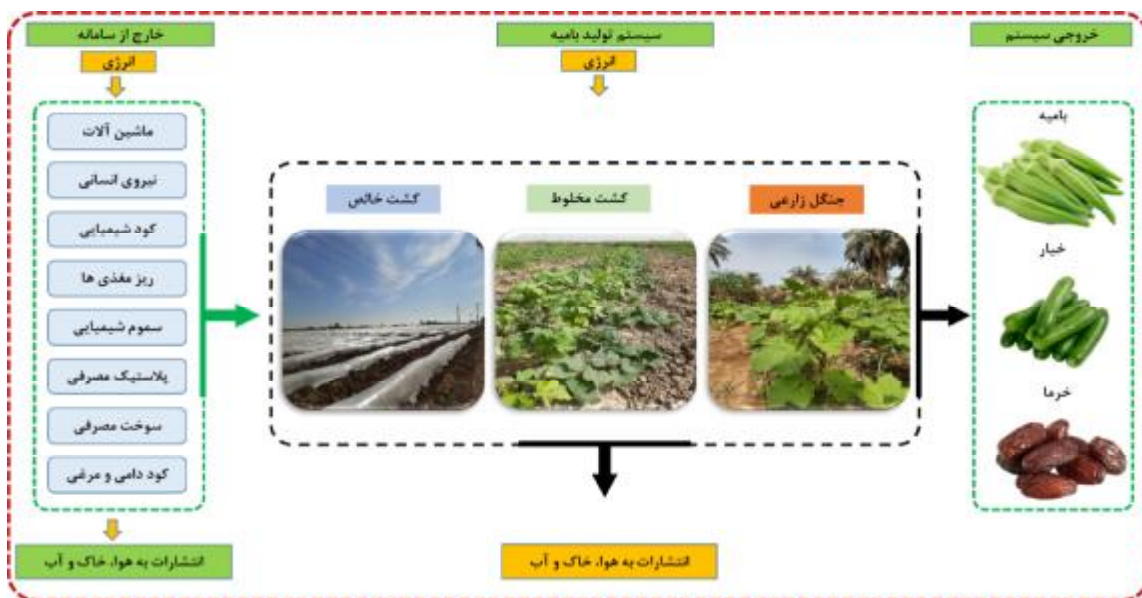 خروجی سیستم
سیستم تولید بامیه
خارج از سامانه
انرژی
انرژی
ماشین آلات
نیروی انسانی
کود شیمیایی
ریز مغذی ها
سموم شیمیایی
پلاستیک مصرفی
سوخت مصرفی
کود دامی و مرغی
انتشارات به هوا، خاک و آب
جنگل زارعی
کشت مخلوط
کشت خالص
انتشارات به هوا، خاک و آب
بامیه
خیار
خرما